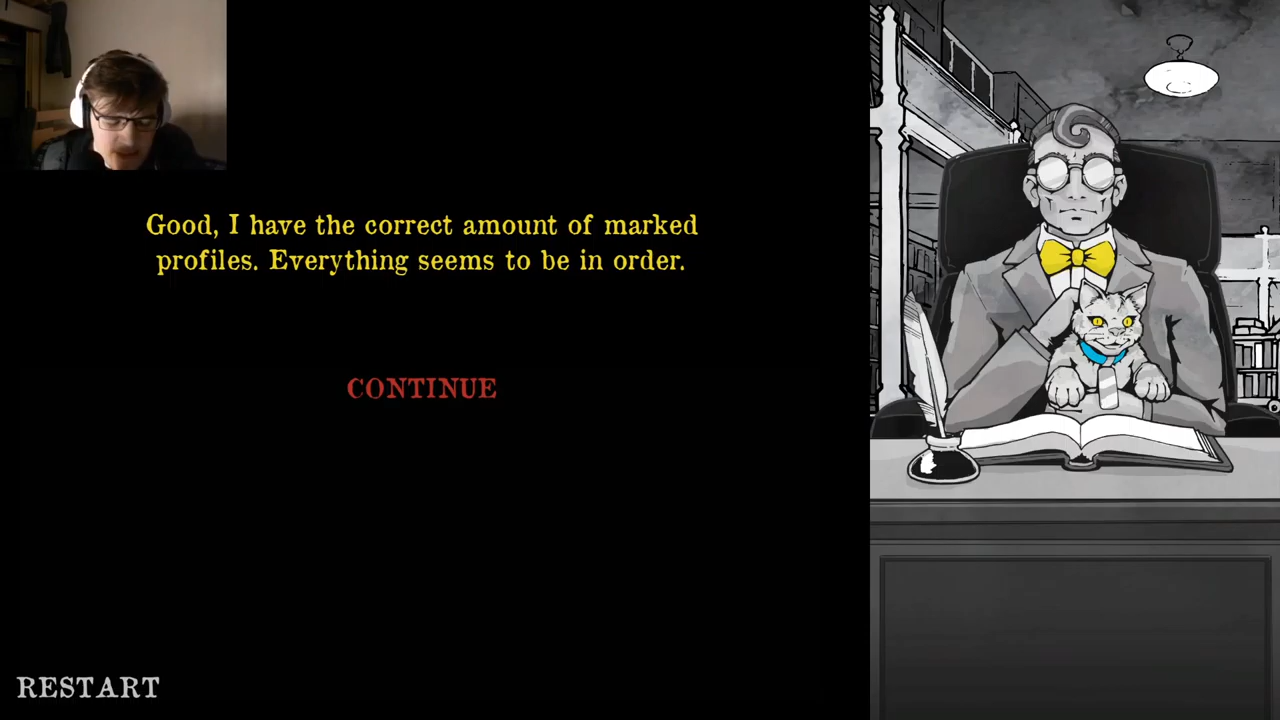 Good, I have the correct amount of marked
profiles. Everything seems to be in order.
CONTINUE
RESTART